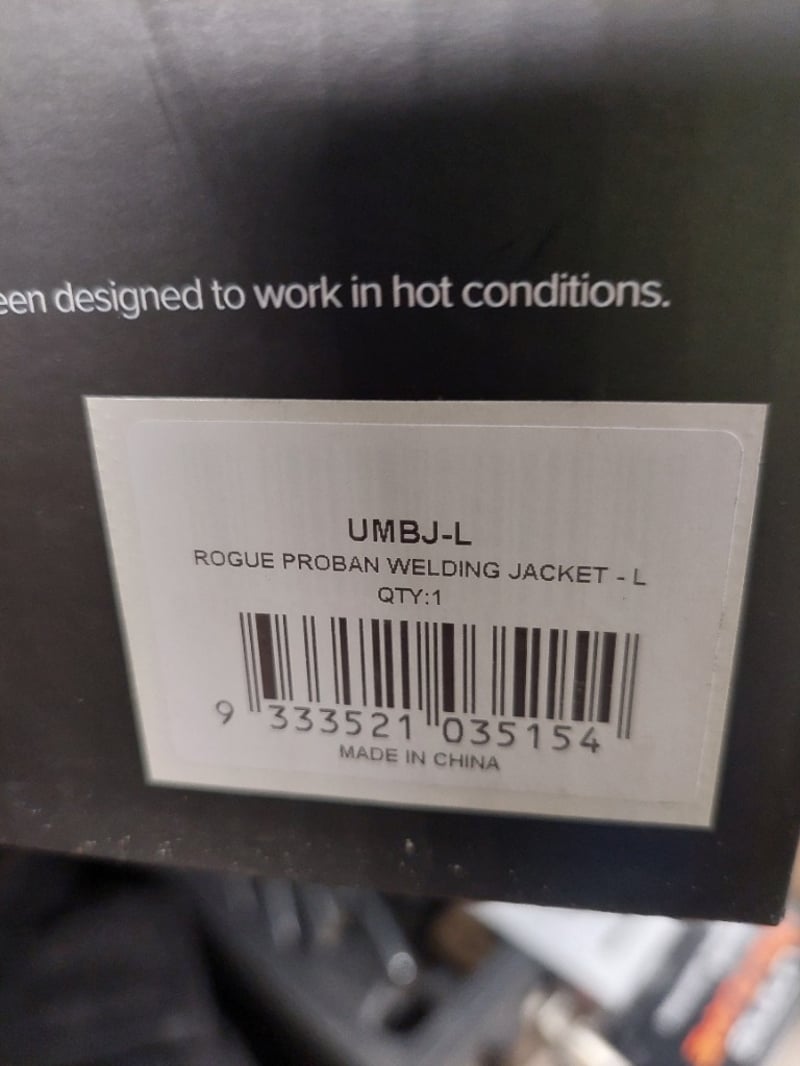 een designed to work in hot conditions.
UMBJ-L
ROGUE PROBAN WELDING JACKET - L
QTY:1
9 333521 035154
MADE IN CHINA